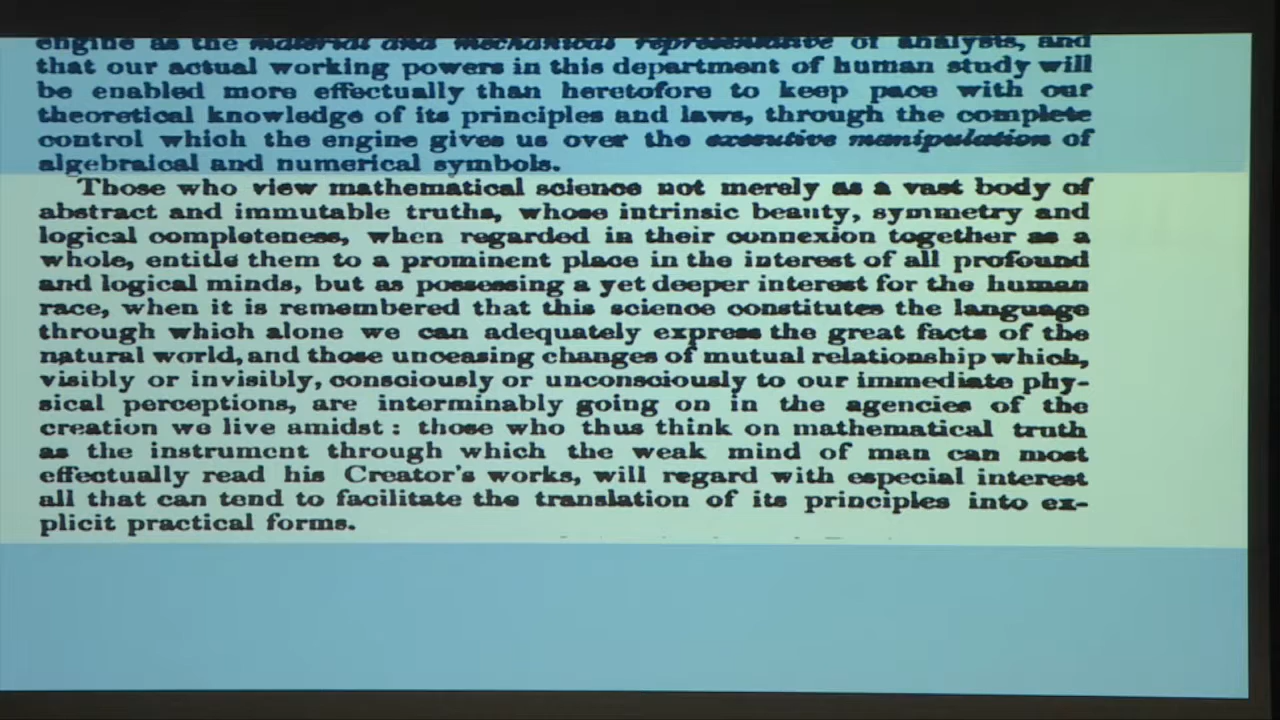 engine as the material and mechanical representative of analysis, and
that our actual working powers in this department of human study will
be enabled more effectually than heretofore to keep pace with our
theoretical knowledge of its principles and laws, through the complete
control which the engine gives us over the executive manipulation of
algebraical and numerical symbols.
Those who view mathematical science not merely as a vast body of
abstract and immutable truths, whose intrinsic beauty, symmetry and
logical completeness, when regarded in their connexion together as a
whole, entitle them to a prominent place in the interest of all profound
and logical minds, but as possessing a yet deeper interest for the human
race, when it is remembered that this science constitutes the language
through which alone we can adequately express the great facts of the
natural world, and those unceasing changes of mutual relationship which,
visibly or invisibly, consciously or unconsciously to our immediate phy-
sical perceptions, are interminably going on in the agencies of the
creation we live amidst: those who thus think on mathematical truth
as the instrument through which the weak mind of man can most
effectually read his Creator's works, will regard with especial interest
all that can tend to facilitate the translation of its principles into ex-
plicit practical forms.